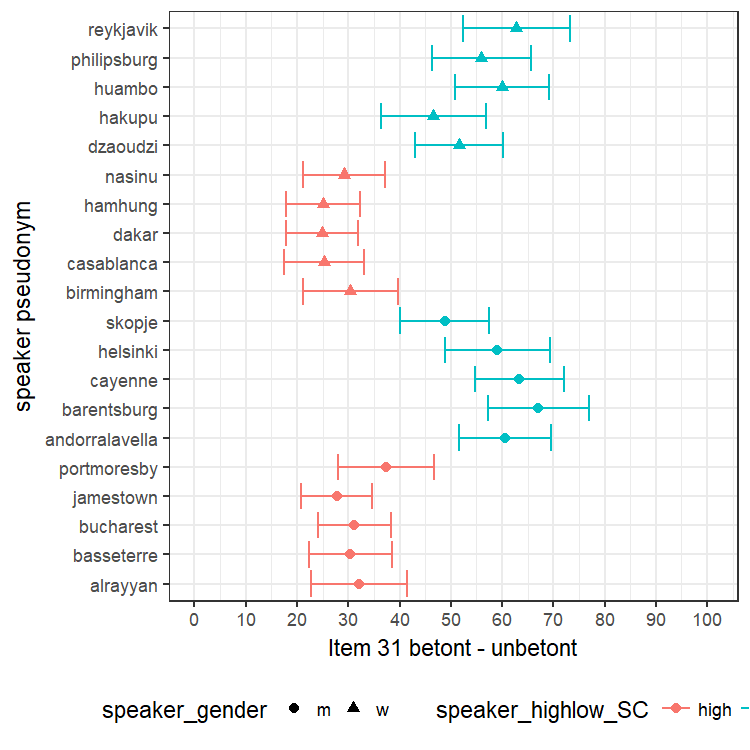 reykjavik
philipsburg
huambo
hakupu
dzaoudzi
nasinu
hamhung
dakar
casablanca
birmingham
skopje
helsinki
cayenne
barentsburg
andorralavella
portmoresby
jamestown
bucharest
basseterre
alrayyan
speaker pseudonym
0 10 20 30 40 50 60 70 80 90 100
Item 31 betont - unbetont
speaker_gender m w speaker_highlow_SC high